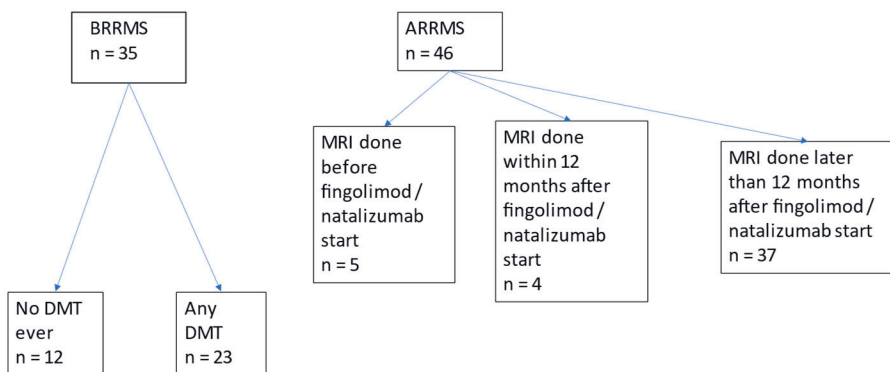 BRRMS
n = 35
ARRMS
n = 46
MRI done
before
fingolimod /
natalizumab
start
n = 5
MRI done
within 12
months after
fingolimod /
natalizumab
start
n = 4
MRI done later
than 12 months
after fingolimod /
natalizumab start
n = 37
No DMT
ever
n = 12
Any
DMT
n = 23